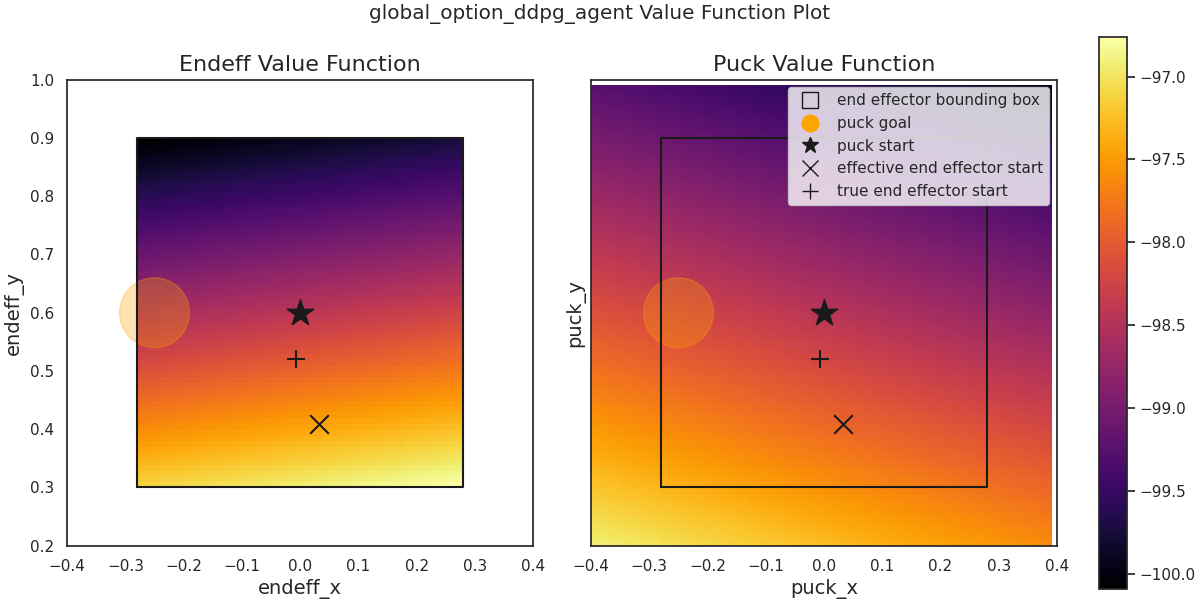 global_option_ddpg_agent Value Function Plot
Endeff Value Function
1.0
0.9
0.8
0.7
0.6
0.5
0.4
0.3
0.2
endeff_y
−0.4 −0.3 −0.2 −0.1 0.0 0.1 0.2 0.3 0.4
endeff_x
Puck Value Function
end effector bounding box
puck goal
puck start
effective end effector start
true end effector start
puck_y
−0.4 −0.3 −0.2 −0.1 0.0 0.1 0.2 0.3 0.4
puck_x
−97.0
−97.5
−98.0
−98.5
−99.0
−99.5
−100.0